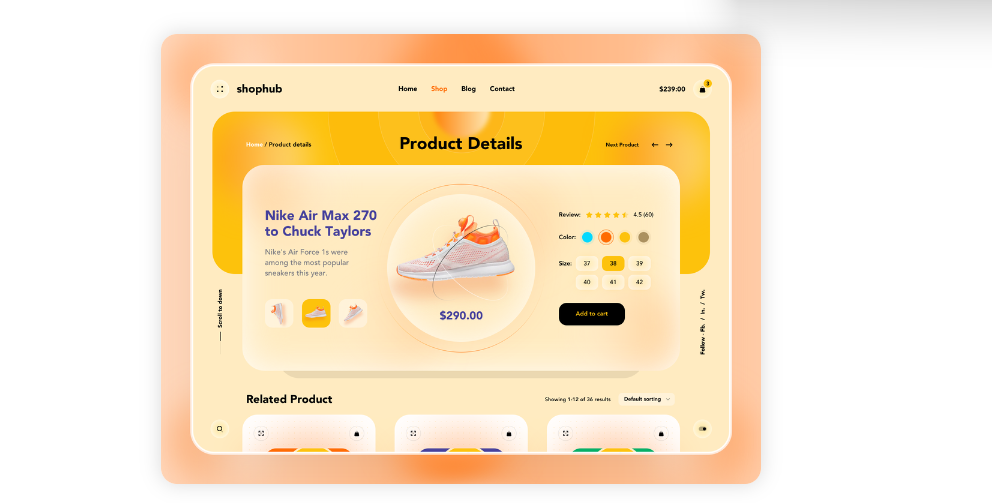 shophub
Home Shop Blog Contact
$239:00
Home / Product details
Product Details
Next Product
Nike Air Max 270
to Chuck Taylors
Nike's Air Force 1s were
among the most popular
sneakers this year.
$290.00
Review: 4.5 (60)
Color:
Size: 37 38 39
40 41 42
Add to cart
Scroll to down
Follow - Fb. / In. / Tw.
Related Product
Showing 1-12 of 36 results
Default sorting